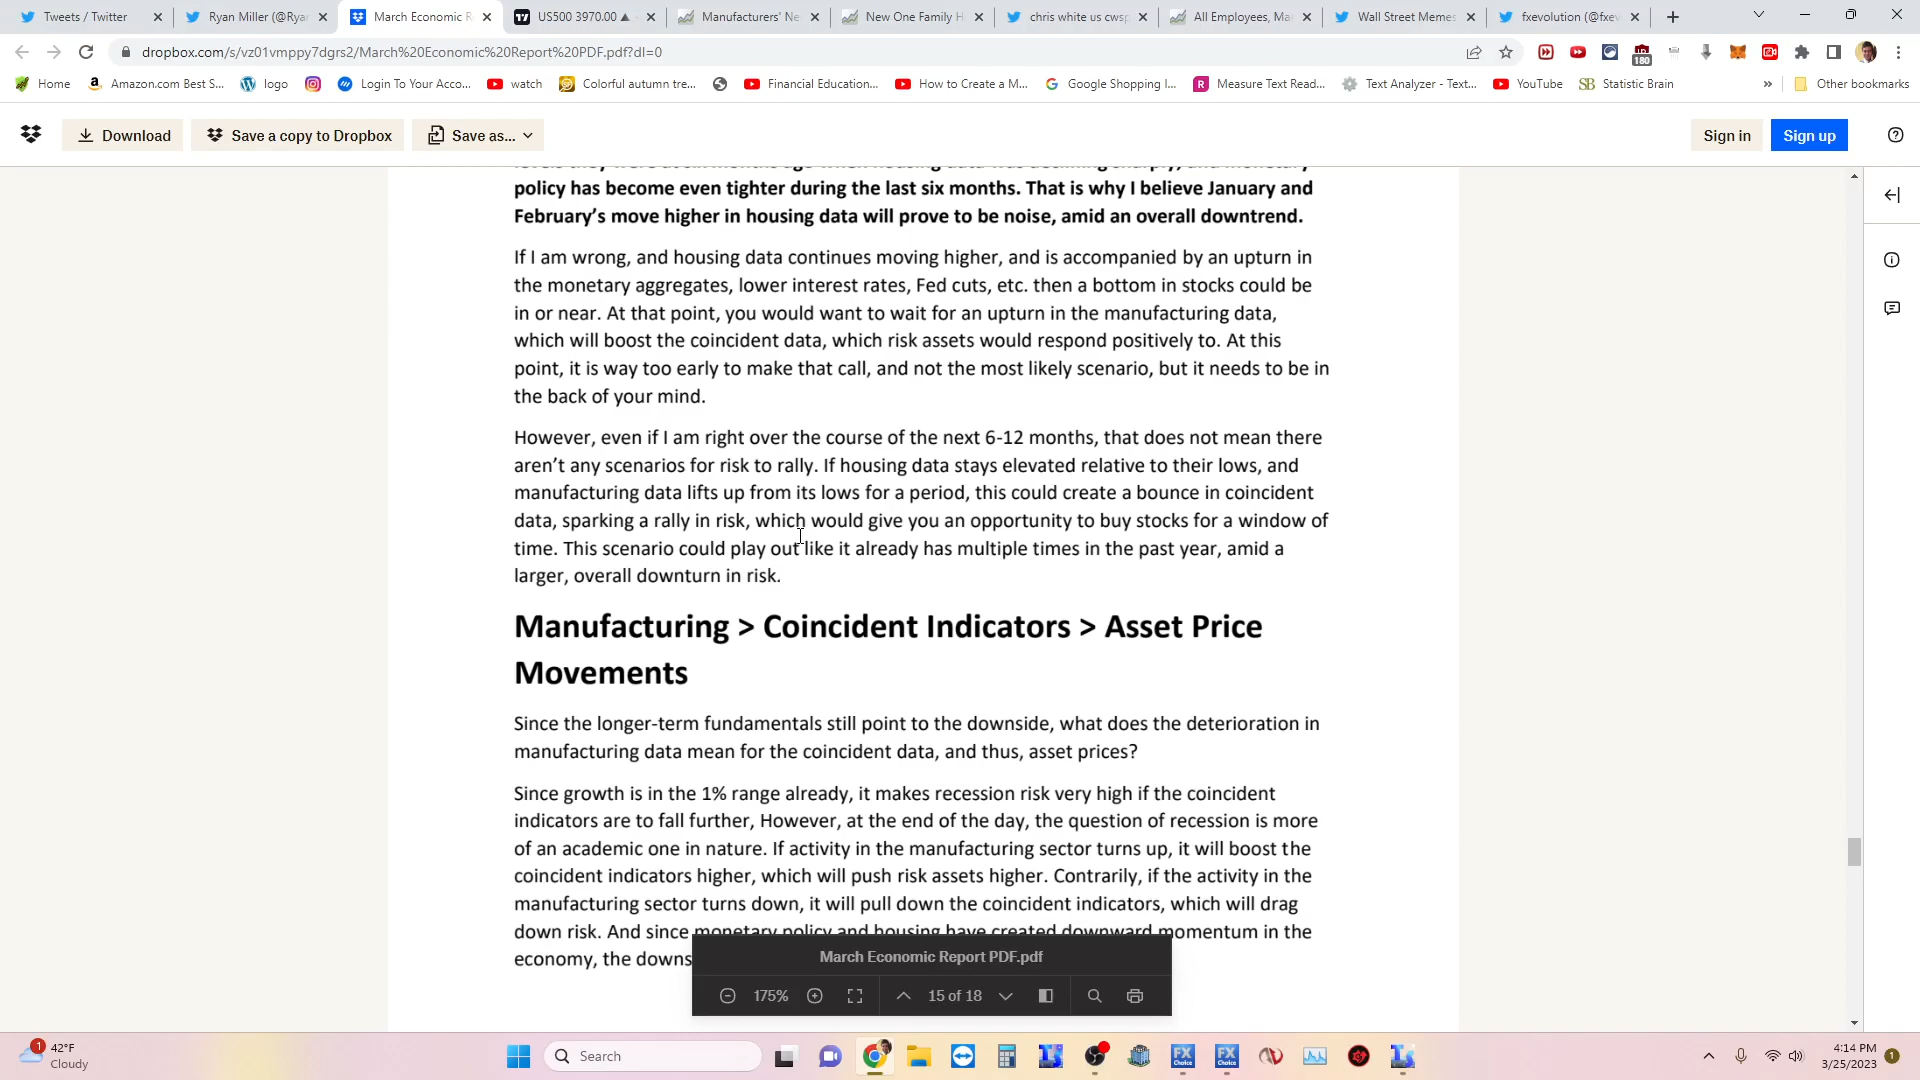 Tweets / Twitter
Ryan Miller (@Rya
March Economic R
US500 3970.00 ▲
Manufacturers' Ne
New One Family H
chris white us cwsp
All Employees, Ma
Wall Street Memes
fxevolution (@fxev
dropbox.com/s/vz01vmppy7dgrs2/March%20Economic%20Report%20PDF.pdf?dl=0
180
Home
Amazon.com Best S...
logo
Login To Your Acco...
watch
Colorful autumn tre...
Financial Education...
How to Create a M...
Google Shopping I...
Measure Text Read...
Text Analyzer - Text...
YouTube
SB Statistic Brain
»
Other bookmarks
Download
Save a copy to Dropbox
Save as...
Sign in
Sign up
policy has become even tighter during the last six months. That is why I believe January and
February's move higher in housing data will prove to be noise, amid an overall downtrend.
If I am wrong, and housing data continues moving higher, and is accompanied by an upturn in
the monetary aggregates, lower interest rates, Fed cuts, etc. then a bottom in stocks could be
in or near. At that point, you would want to wait for an upturn in the manufacturing data,
which will boost the coincident data, which risk assets would respond positively to. At this
point, it is way too early to make that call, and not the most likely scenario, but it needs to be in
the back of your mind.
However, even if I am right over the course of the next 6-12 months, that does not mean there
aren't any scenarios for risk to rally. If housing data stays elevated relative to their lows, and
manufacturing data lifts up from its lows for a period, this could create a bounce in coincident
data, sparking a rally in risk, which would give you an opportunity to buy stocks for a window of
time. This scenario could play out like it already has multiple times in the past year, amid a
larger, overall downturn in risk.
Manufacturing > Coincident Indicators > Asset Price
Movements
Since the longer-term fundamentals still point to the downside, what does the deterioration in
manufacturing data mean for the coincident data, and thus, asset prices?
Since growth is in the 1% range already, it makes recession risk very high if the coincident
indicators are to fall further, However, at the end of the day, the question of recession is more
of an academic one in nature. If activity in the manufacturing sector turns up, it will boost the
coincident indicators higher, which will push risk assets higher. Contrarily, if the activity in the
manufacturing sector turns down, it will pull down the coincident indicators, which will drag
down risk. And since monetary policy and housing have created downward momentum in the
economy, the downs
March Economic Report PDF.pdf
175%
15 of 18
1
42°F
Cloudy
Search
FX Choice
FX Choice
4:14 PM
3/25/2023
1